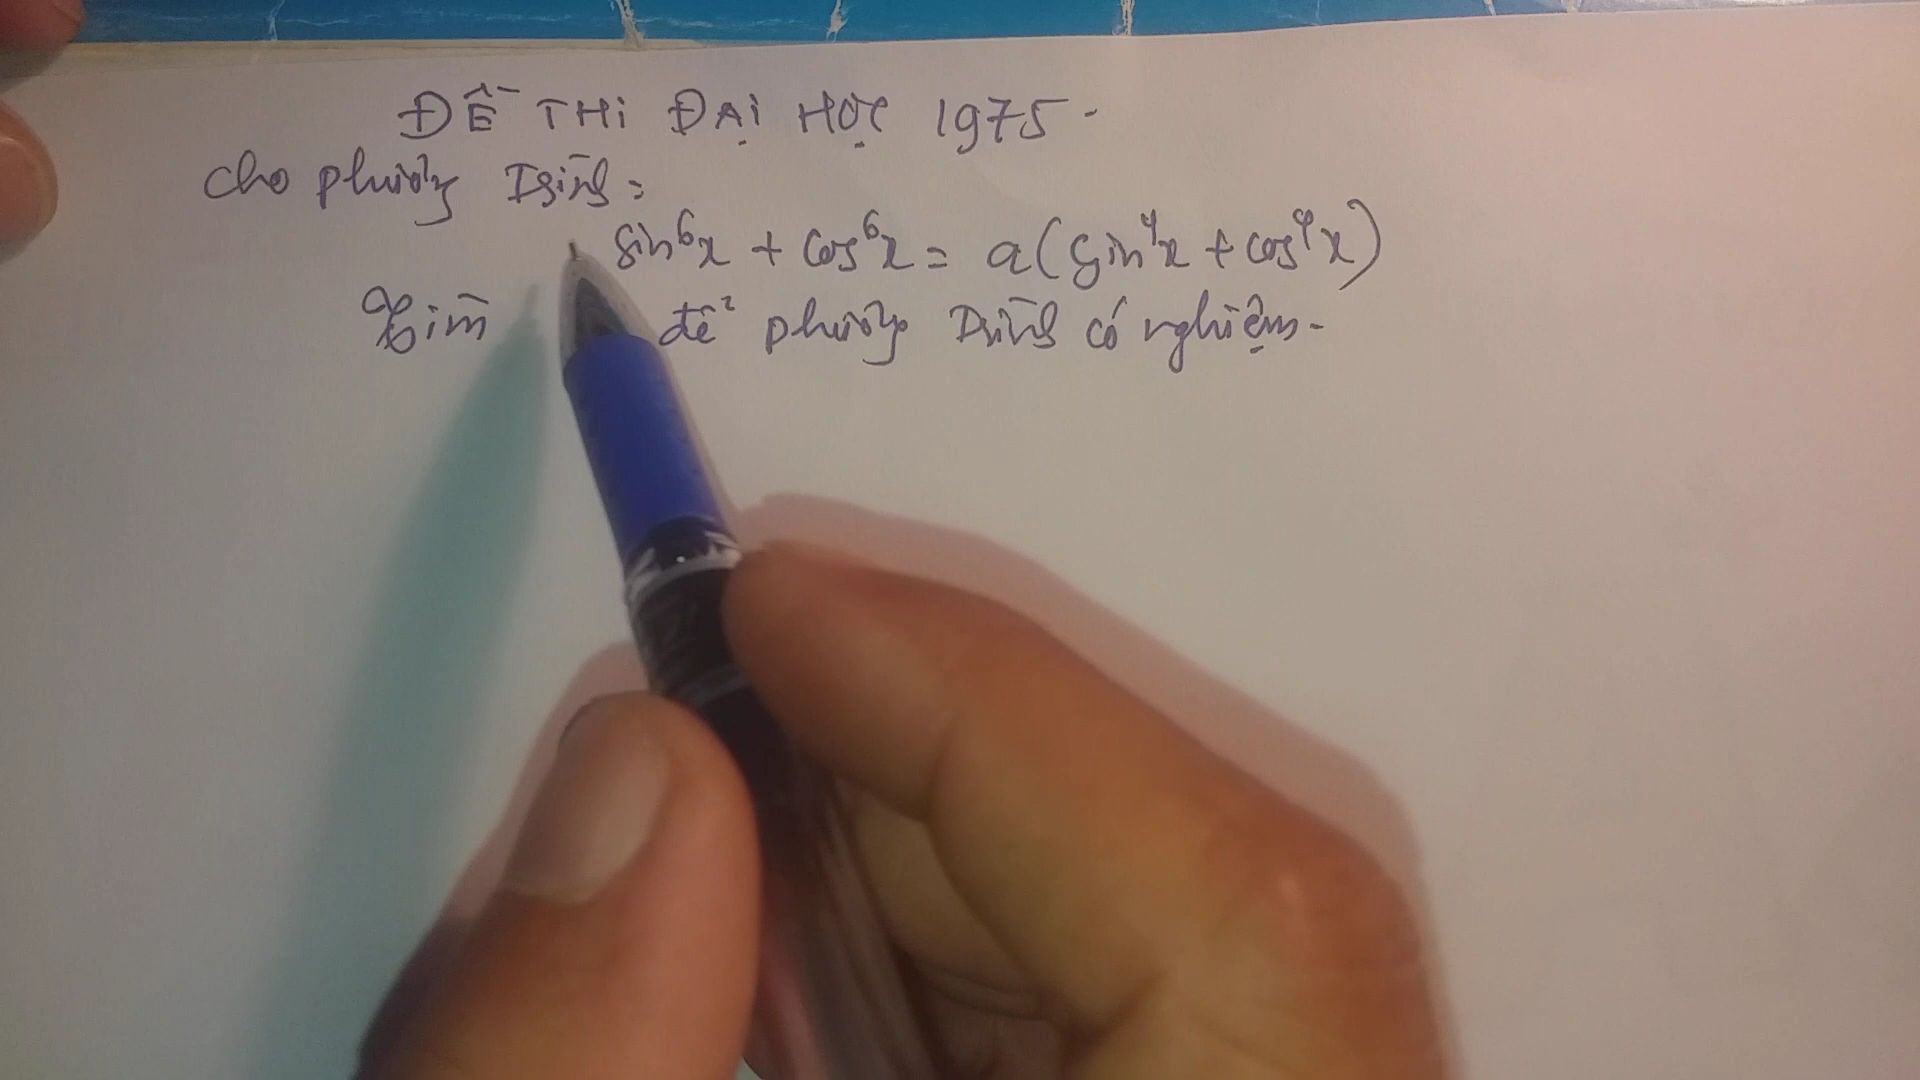 ĐỀ THi ĐẠi HỌC 1975.
cho phương trình:
sin⁶x + cos⁶x = a(sin⁴x + cos⁴x)
Tìm để phương trình có nghiệm.